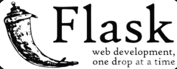 Flask
web development,
one drop at a time